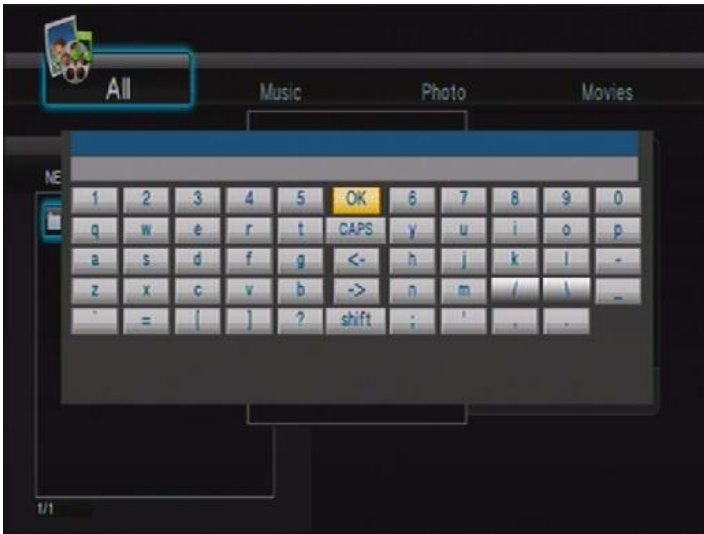 All Music Photo Movies
NE
1 2 3 4 5 OK 6 7 8 9 0
q w e r t CAPS y u i o p
a s d f g <- h j k l -
z x c v b -> n m / \ _
` = [ ] ? shift ; ' , .
1/1